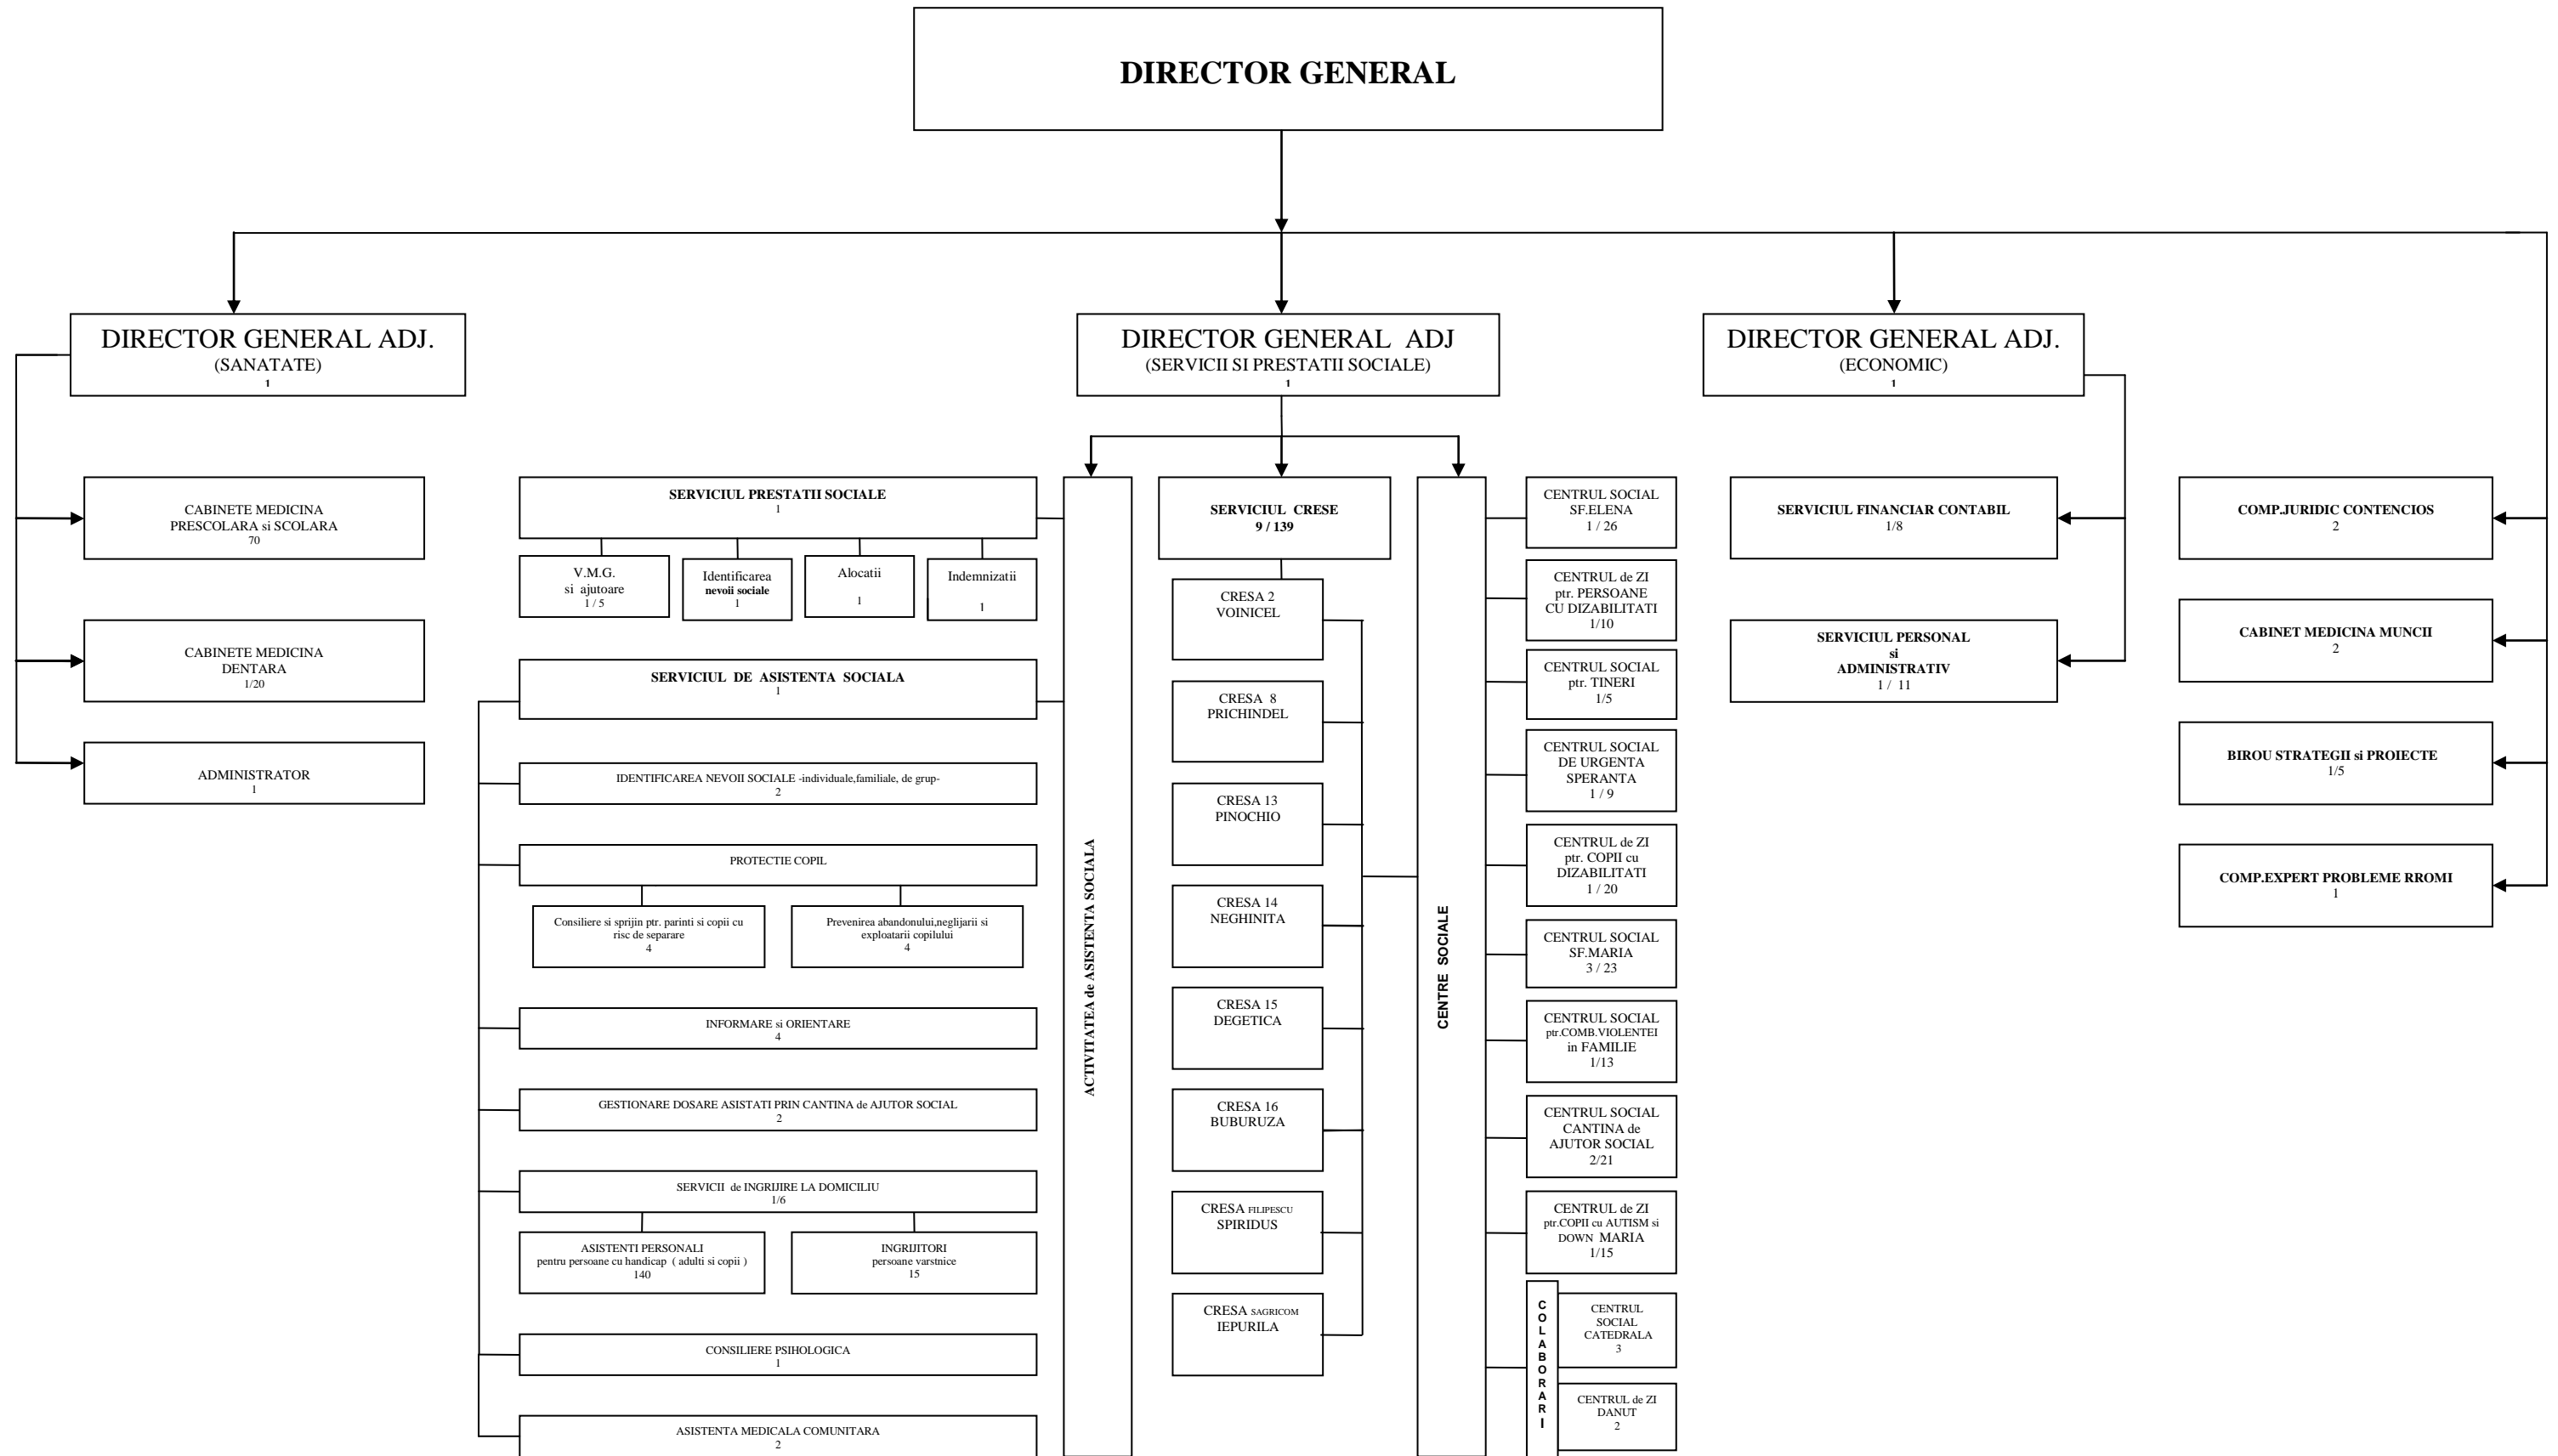 DIRECTOR GENERAL
DIRECTOR GENERAL ADJ.
(SANATATE)
1
DIRECTOR GENERAL ADJ
(SERVICII SI PRESTATII SOCIALE)
1
DIRECTOR GENERAL ADJ.
(ECONOMIC)
1
CABINETE MEDICINA
PRESCOLARA si SCOLARA
70
CABINETE MEDICINA
DENTARA
1/20
ADMINISTRATOR
1
SERVICIUL PRESTATII SOCIALE
1
V.M.G.
si ajutoare
1 / 5
Identificarea
nevoii sociale
1
Alocatii
1
Indemnizatii
1
SERVICIUL DE ASISTENTA SOCIALA
1
IDENTIFICAREA NEVOII SOCIALE -individuale,familiale, de grup-
2
PROTECTIE COPIL
Consiliere si sprijin ptr. parinti si copii cu
risc de separare
4
Prevenirea abandonului,neglijarii si
exploatarii copilului
4
INFORMARE si ORIENTARE
4
GESTIONARE DOSARE ASISTATI PRIN CANTINA de AJUTOR SOCIAL
2
SERVICII de INGRIJIRE LA DOMICILIU
1/6
ASISTENTI PERSONALI
pentru persoane cu handicap ( adulti si copii )
140
INGRIJITORI
persoane varstnice
15
CONSILIERE PSIHOLOGICA
1
ASISTENTA MEDICALA COMUNITARA
2
ACTIVITATEA de ASISTENTA SOCIALA
SERVICIUL CRESE
9 / 139
CRESA 2
VOINICEL
CRESA 8
PRICHINDEL
CRESA 13
PINOCHIO
CRESA 14
NEGHINITA
CRESA 15
DEGETICA
CRESA 16
BUBURUZA
CRESA FILIPESCU
SPIRIDUS
CRESA SAGRICOM
IEPURILA
CENTRE SOCIALE
CENTRUL SOCIAL
SF.ELENA
1 / 26
CENTRUL de ZI
ptr. PERSOANE
CU DIZABILITATI
1/10
CENTRUL SOCIAL
ptr. TINERI
1/5
CENTRUL SOCIAL
DE URGENTA
SPERANTA
1 / 9
CENTRUL de ZI
ptr. COPII cu
DIZABILITATI
1 / 20
CENTRUL SOCIAL
SF.MARIA
3 / 23
CENTRUL SOCIAL
ptr.COMB.VIOLENTEI
in FAMILIE
1/13
CENTRUL SOCIAL
CANTINA de
AJUTOR SOCIAL
2/21
CENTRUL de ZI
ptr.COPII cu AUTISM si
DOWN MARIA
1/15
COLABORARI
CENTRUL
SOCIAL
CATEDRALA
3
CENTRUL de ZI
DANUT
2
SERVICIUL FINANCIAR CONTABIL
1/8
SERVICIUL PERSONAL
si
ADMINISTRATIV
1 / 11
COMP.JURIDIC CONTENCIOS
2
CABINET MEDICINA MUNCII
2
BIROU STRATEGII si PROIECTE
1/5
COMP.EXPERT PROBLEME RROMI
1